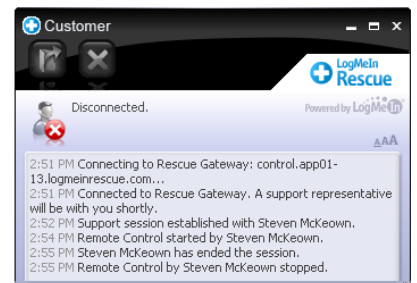 Customer
LogMeIn
Rescue
Disconnected.
Powered by LogMeIn
AAA
2:51 PM Connecting to Rescue Gateway: control.app01-
13.logmeinrescue.com...
2:51 PM Connected to Rescue Gateway. A support representative
will be with you shortly.
2:52 PM Support session established with Steven McKeown.
2:54 PM Remote Control started by Steven McKeown.
2:55 PM Steven McKeown has ended the session.
2:55 PM Remote Control by Steven McKeown stopped.